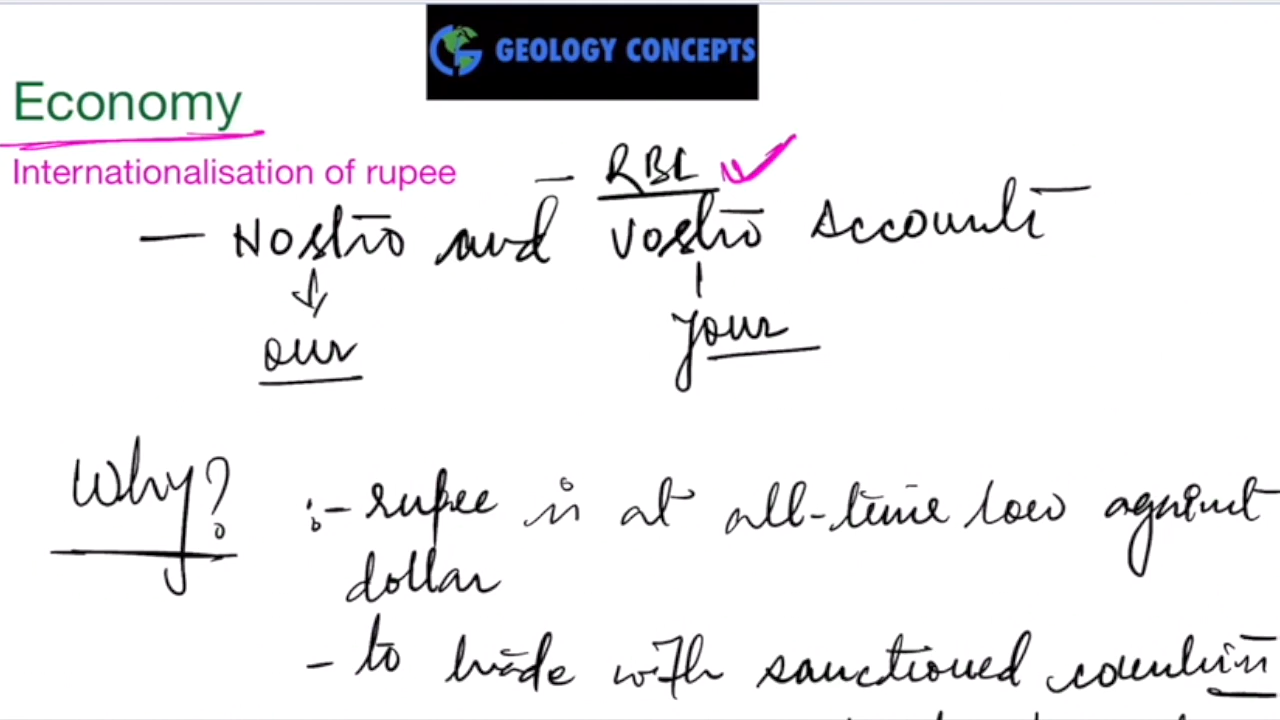 GEOLOGY CONCEPTS
Economy
Internationalisation of rupee
- RBI
- Nostro and Vostro Accounts
our
your
Why?
:- rupee is at all-time low against
dollar
- to trade with sanctioned countries